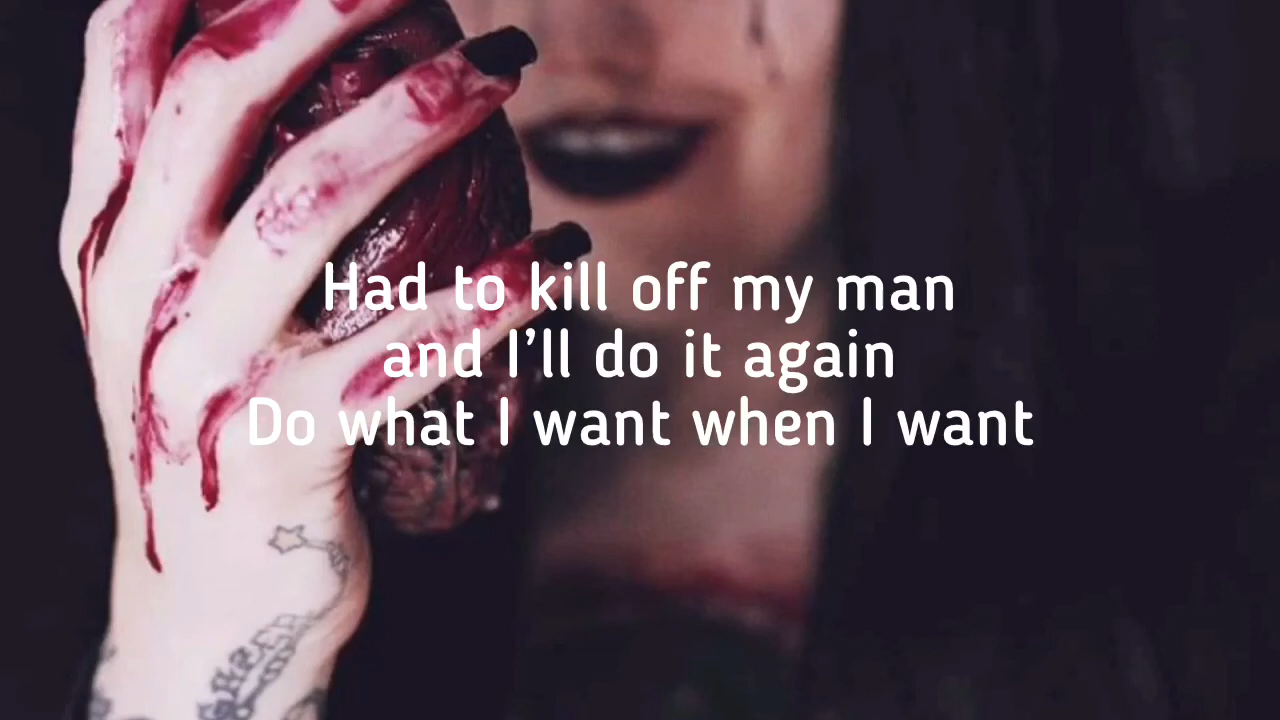 Had to kill off my man
and I’ll do it again
Do what I want when I want